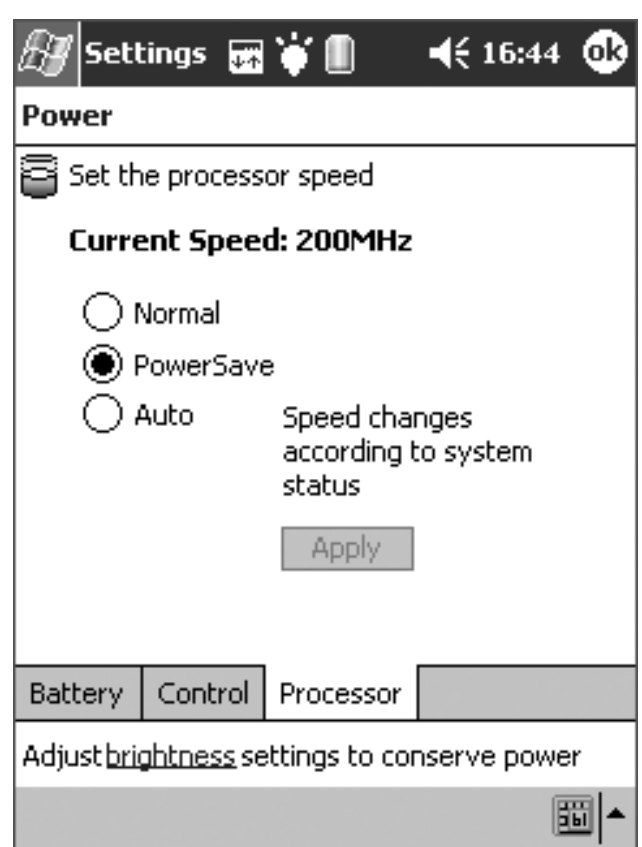 Settings 16:44 ok
Power
Set the processor speed
Current Speed: 200MHz
Normal
PowerSave
Auto
Speed changes
according to system
status
Apply
Battery Control Processor
Adjust brightness settings to conserve power